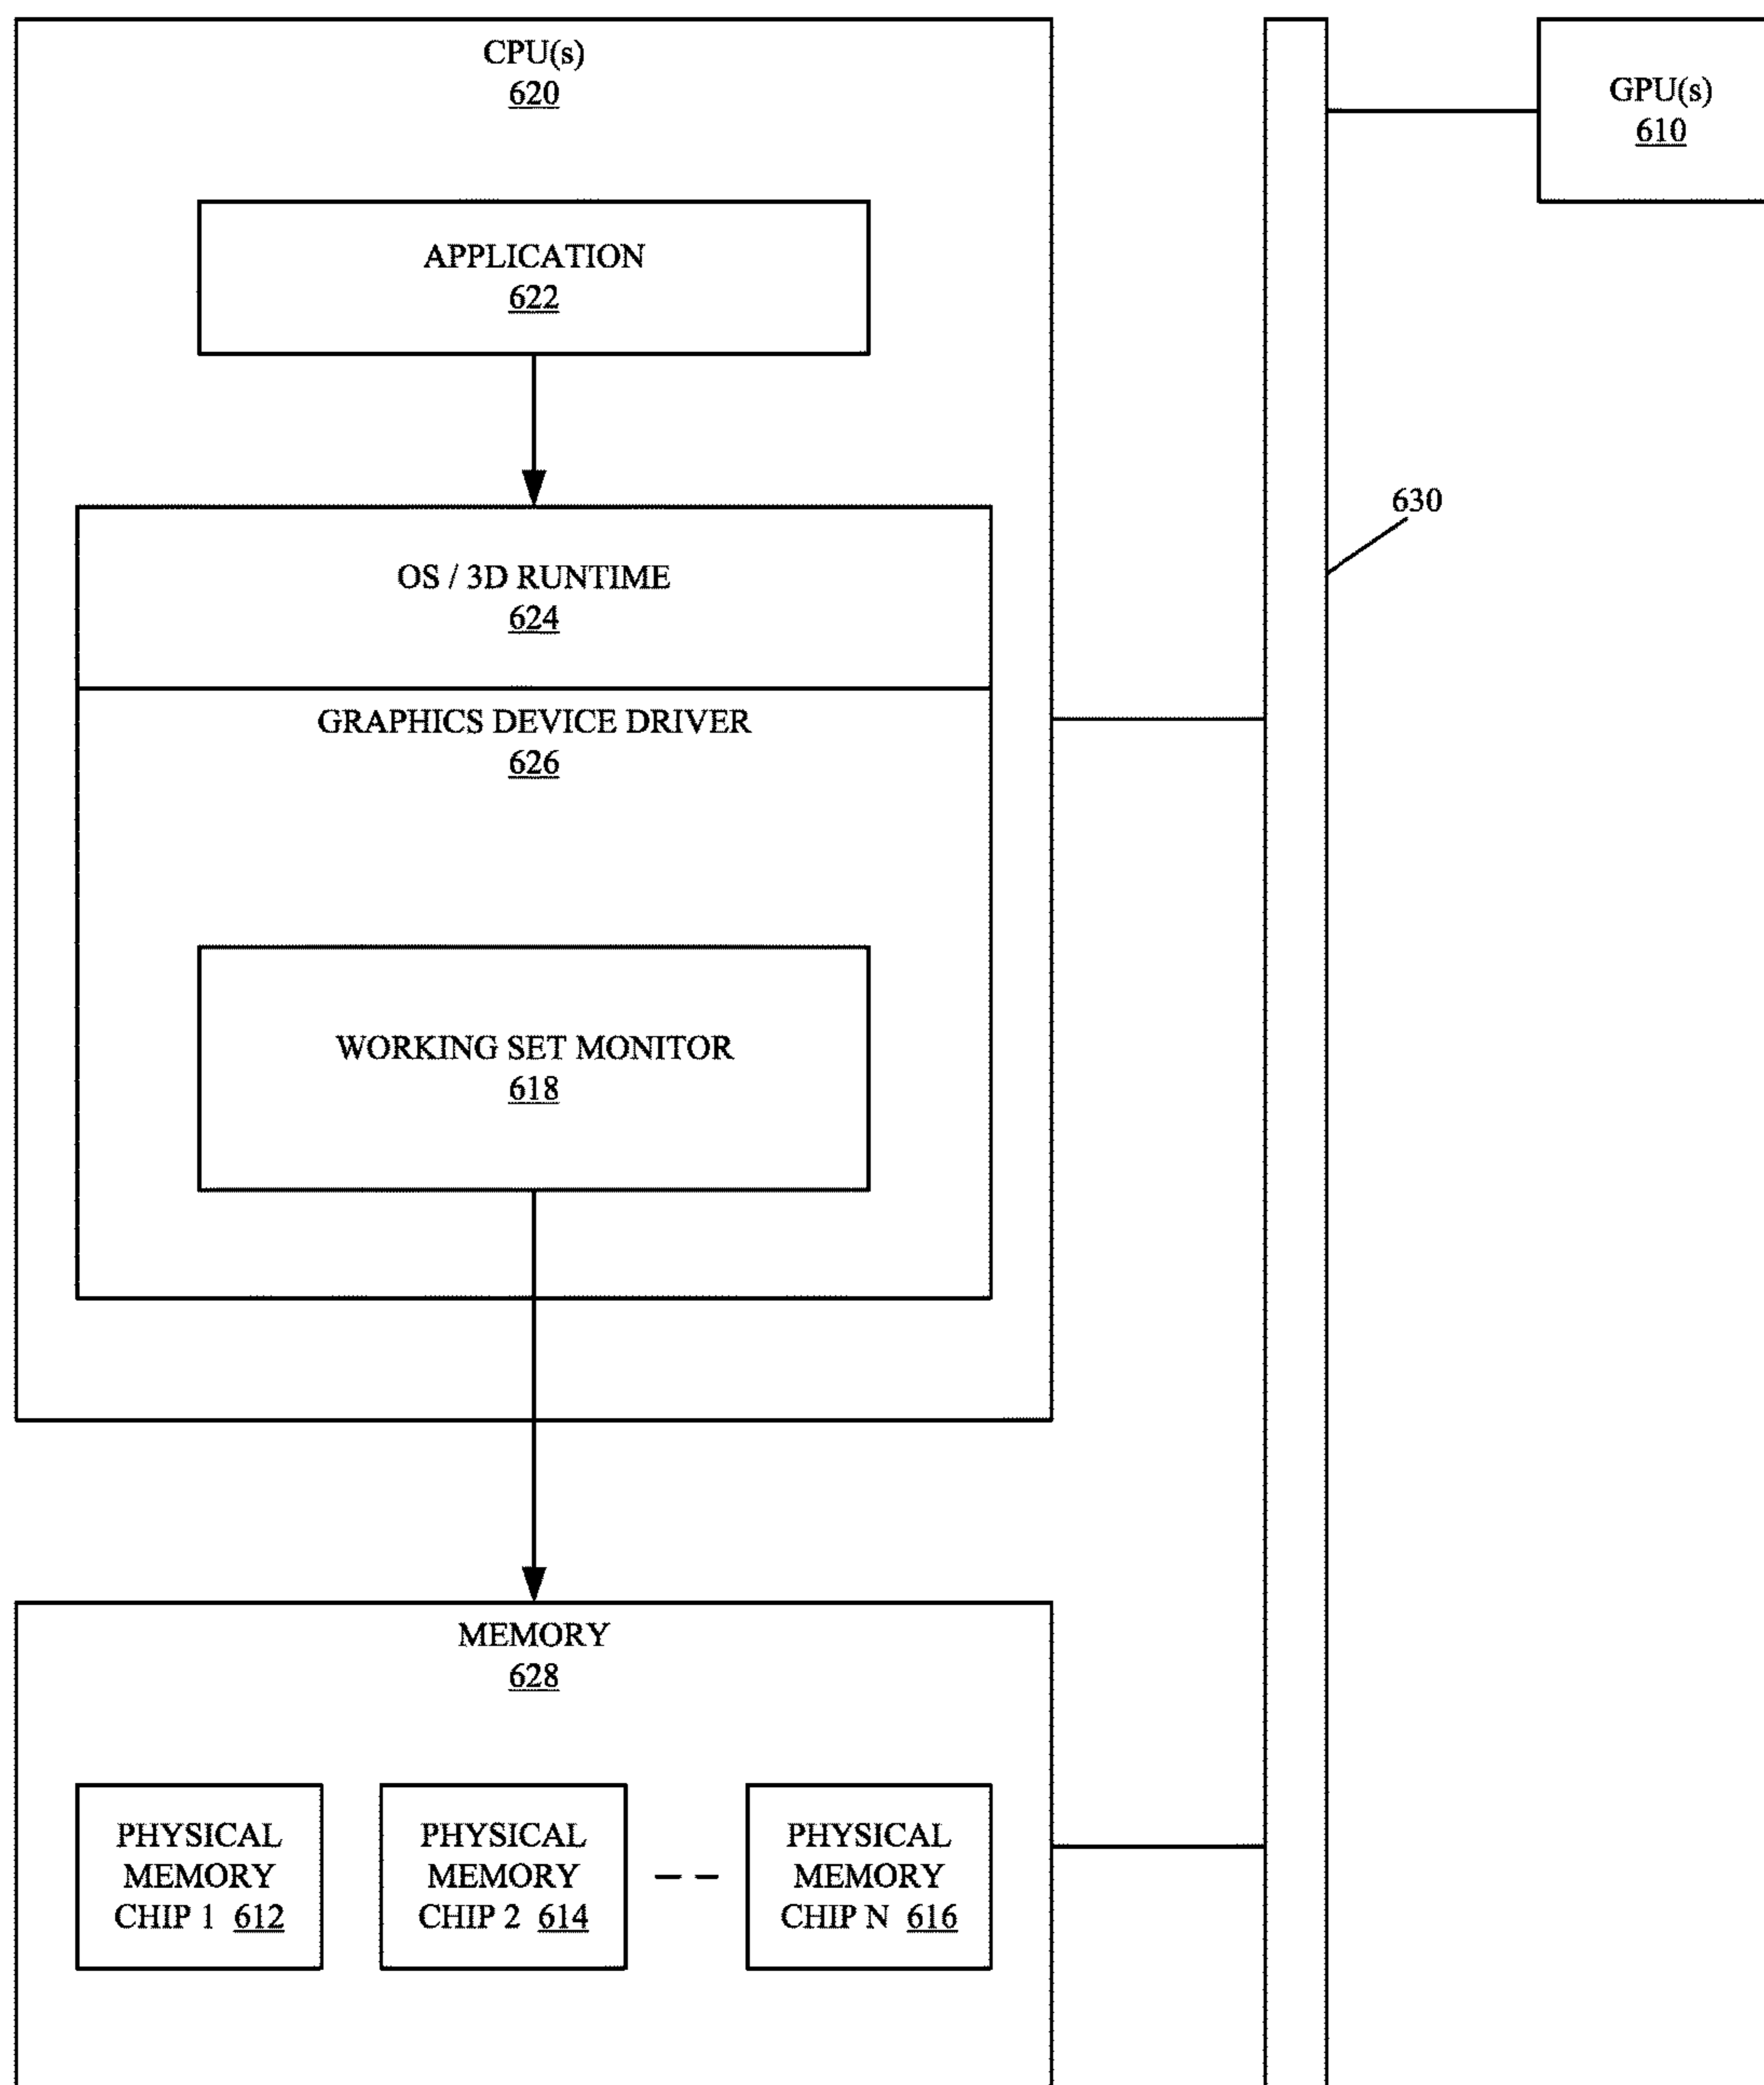 CPU(s)
620
GPU(s)
610
APPLICATION
622
630
OS / 3D RUNTIME
624
GRAPHICS DEVICE DRIVER
626
WORKING SET MONITOR
618
MEMORY
628
PHYSICAL
MEMORY
CHIP 1 612
PHYSICAL
MEMORY
CHIP 2 614
PHYSICAL
MEMORY
CHIP N 616